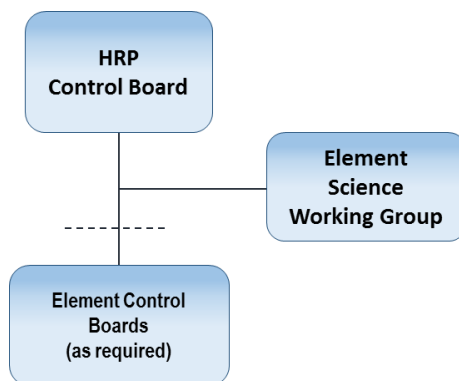 HRP
Control Board
Element
Science
Working Group
Element Control
Boards
(as required)